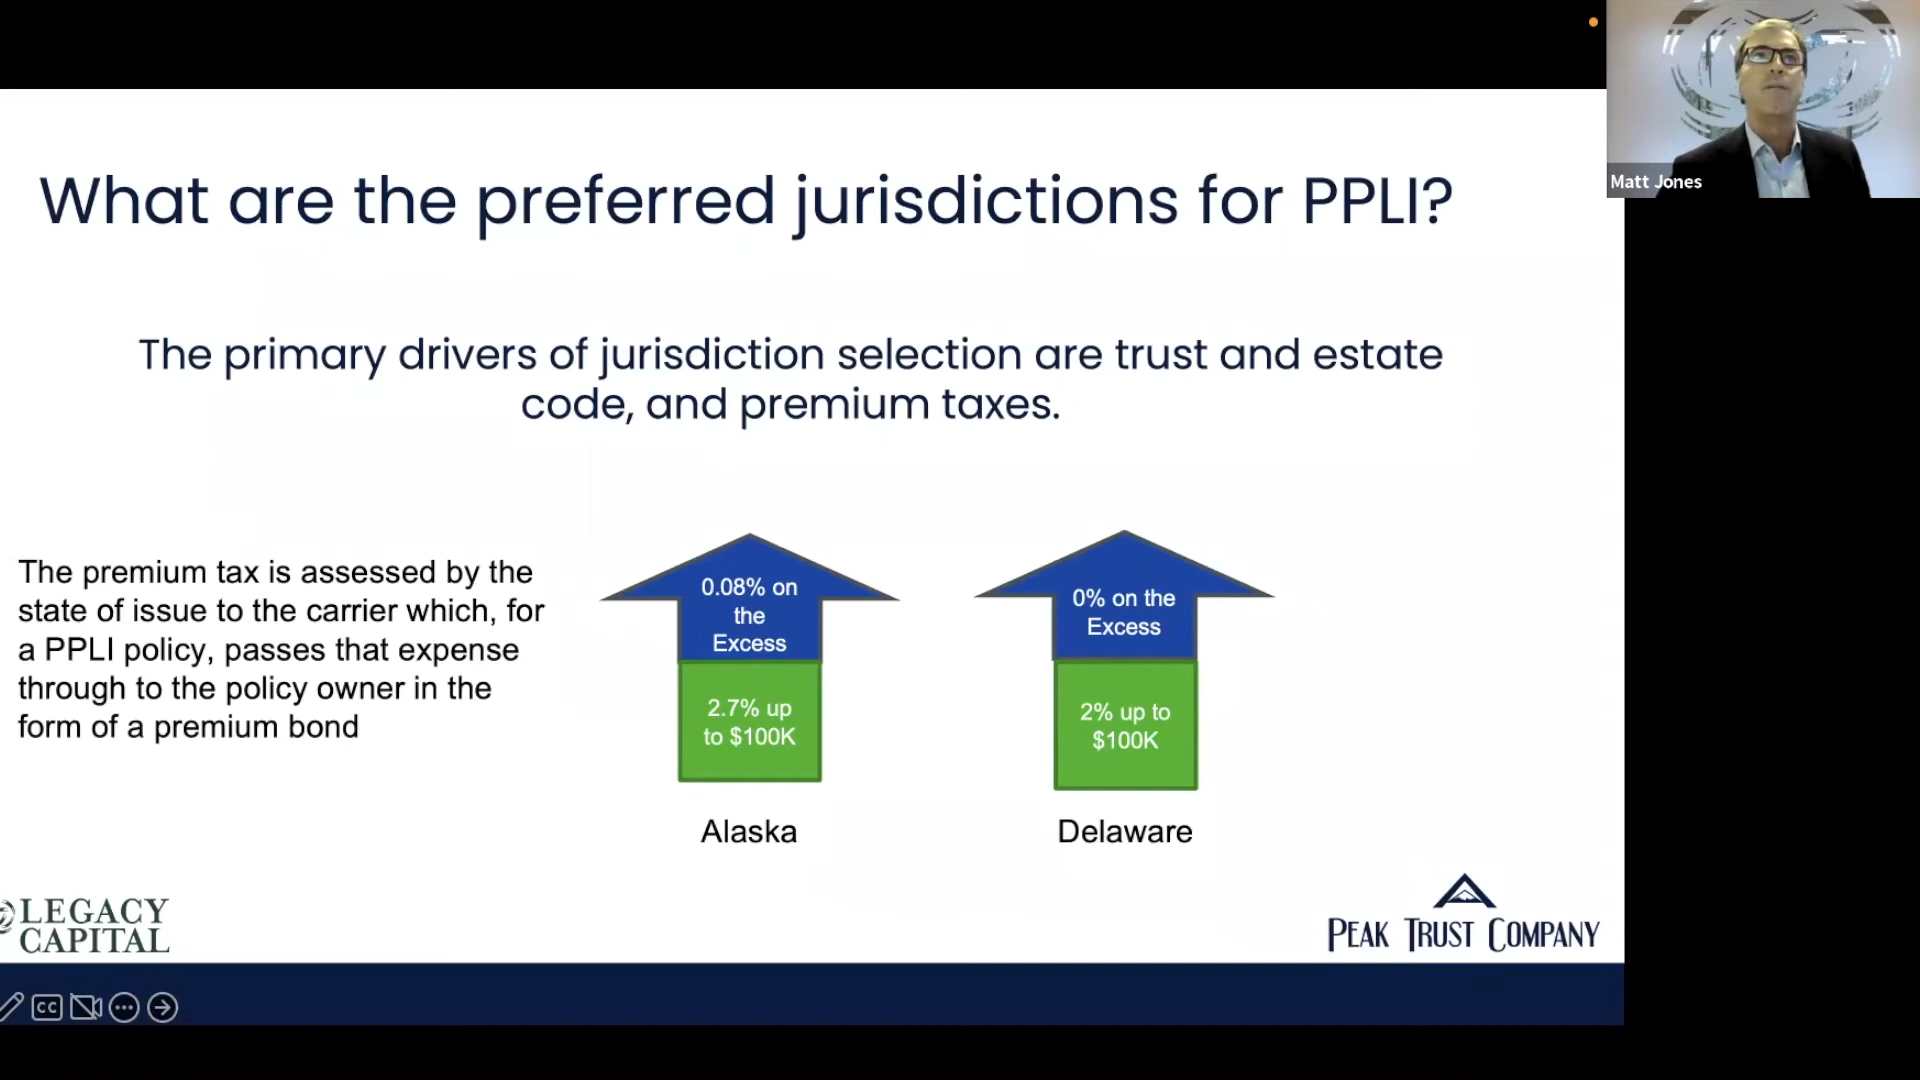 Matt Jones
What are the preferred jurisdictions for PPLI?
The primary drivers of jurisdiction selection are trust and estate
code, and premium taxes.
The premium tax is assessed by the
state of issue to the carrier which, for
a PPLI policy, passes that expense
through to the policy owner in the
form of a premium bond
0.08% on
the
Excess
2.7% up
to $100K
Alaska
0% on the
Excess
2% up to
$100K
Delaware
LEGACY
CAPITAL
PEAK TRUST COMPANY
CC